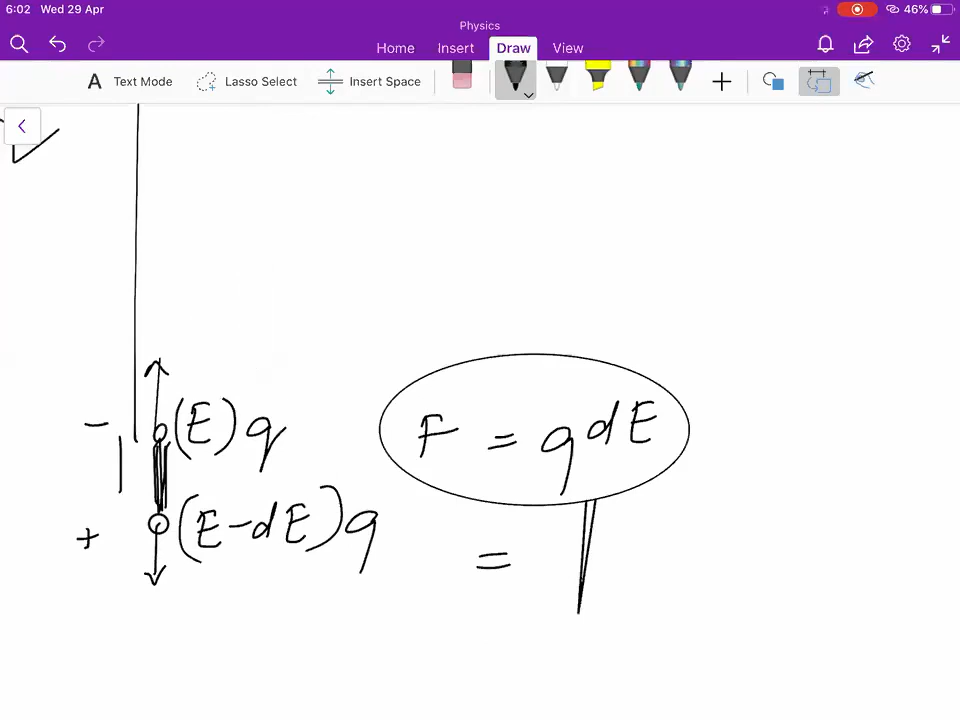 6:02 Wed 29 Apr
46%
Physics
Home Insert Draw View
A Text Mode Lasso Select Insert Space
- (E)q
F = qdE
+ (E-dE)q
=